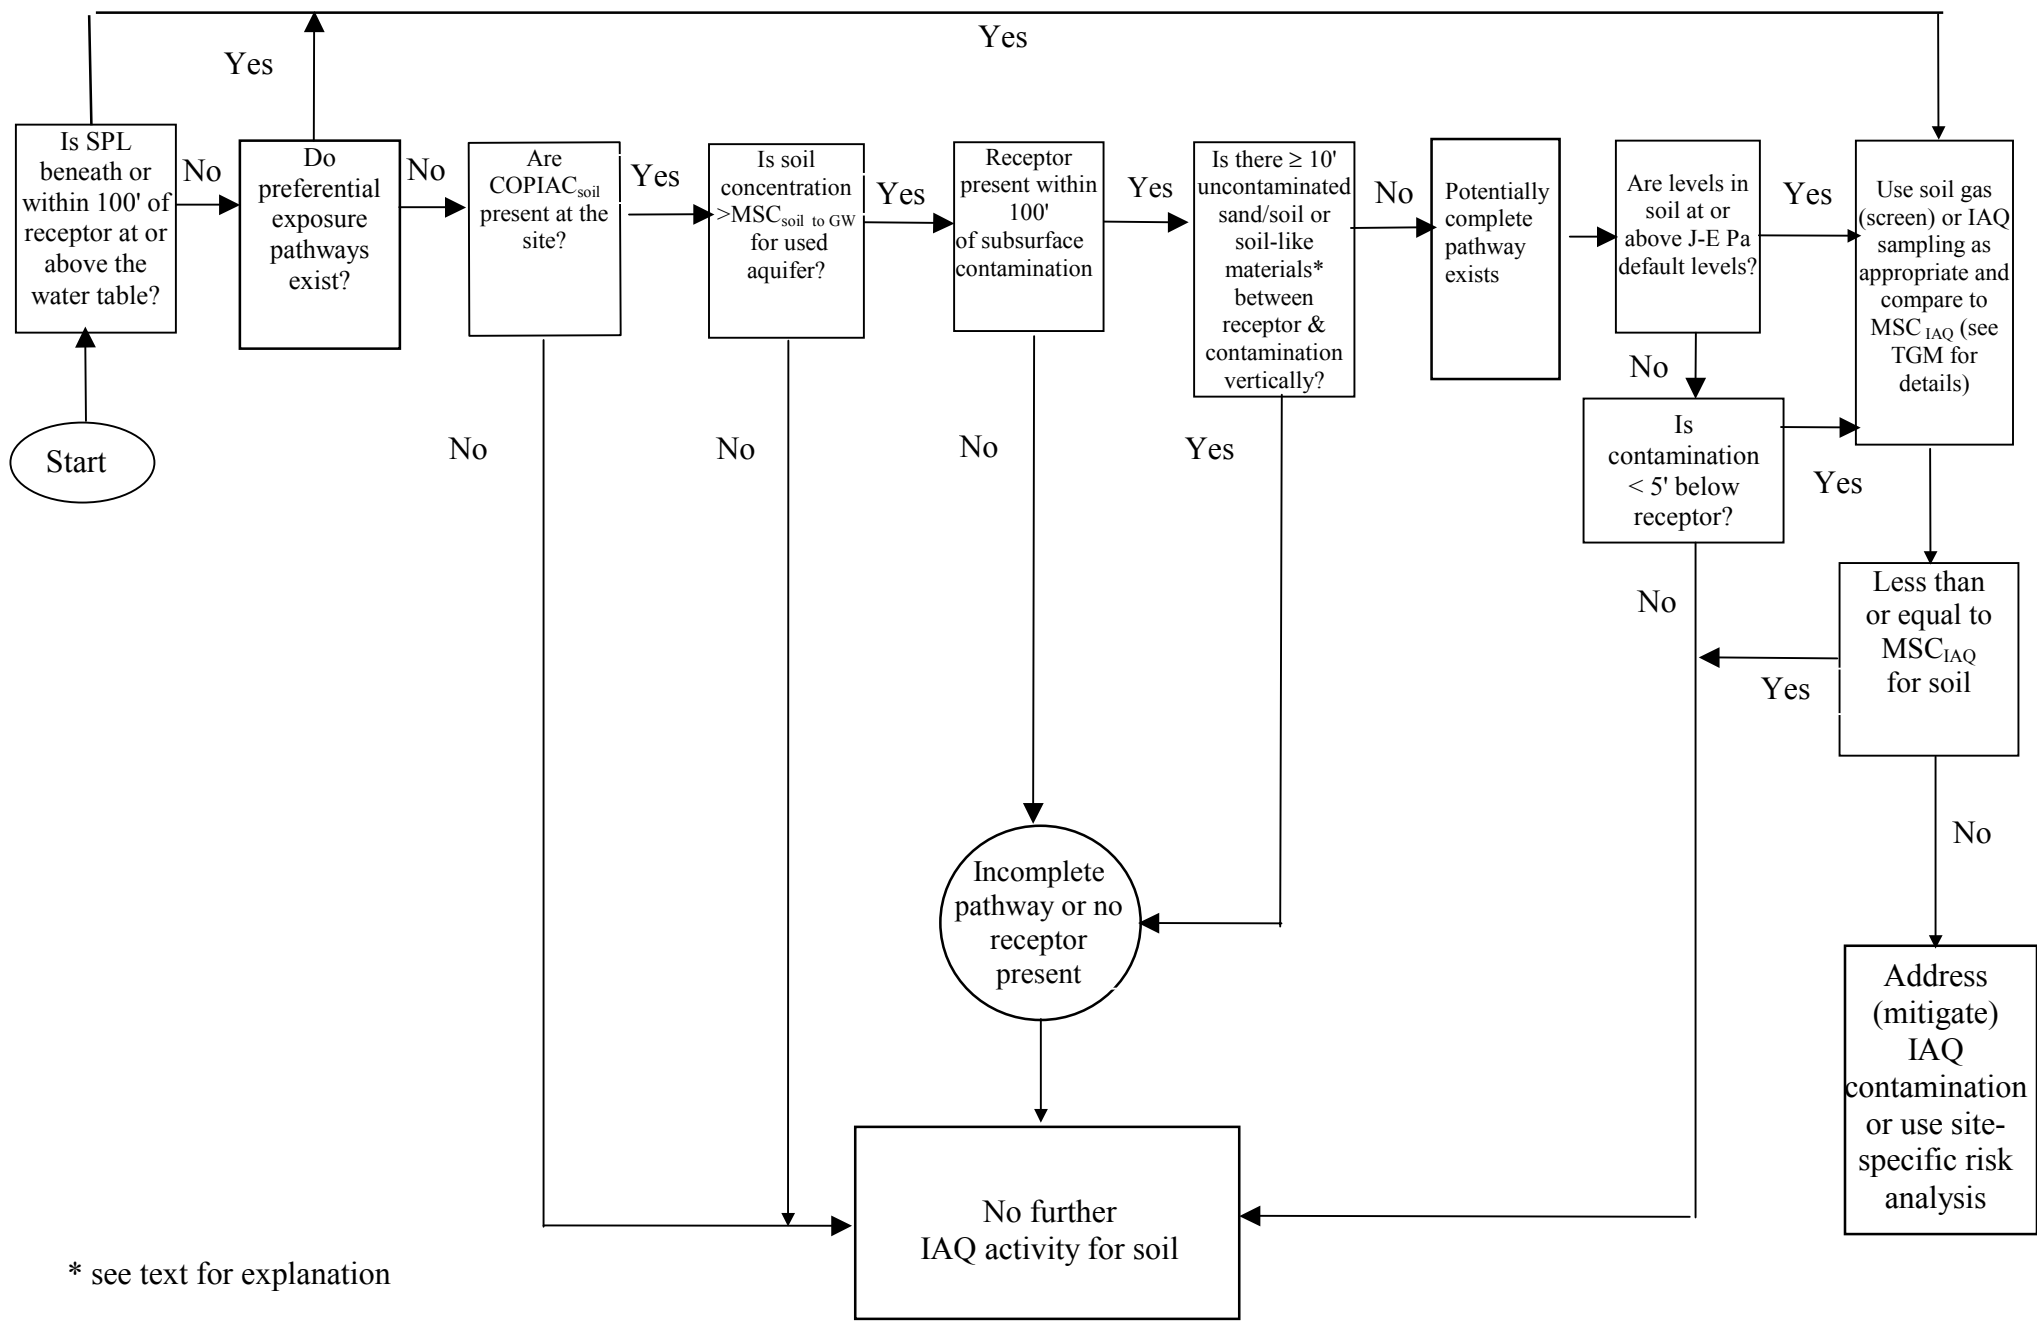 Yes
Yes
Is SPL
beneath or
within 100' of
receptor at or
above the
water table?
No
Do
preferential
exposure
pathways
exist?
No
Are
COPIACsoil
present at the
site?
Yes
Is soil
concentration
>MSCsoil to GW
for used
aquifer?
Yes
Receptor
present within
100'
of subsurface
contamination
Yes
Is there ≥ 10'
uncontaminated
sand/soil or
soil-like
materials*
between
receptor &
contamination
vertically?
No
Potentially
complete
pathway
exists
Are levels in
soil at or
above J-E Pa
default levels?
Yes
Use soil gas
(screen) or IAQ
sampling as
appropriate and
compare to
MSC IAQ (see
TGM for
details)
No
Start
No
No
No
Yes
Is
contamination
< 5' below
receptor?
Yes
No
Less than
or equal to
MSCIAQ
for soil
Yes
No
Incomplete
pathway or no
receptor
present
Address
(mitigate)
IAQ
contamination
or use site-
specific risk
analysis
No further
IAQ activity for soil
* see text for explanation